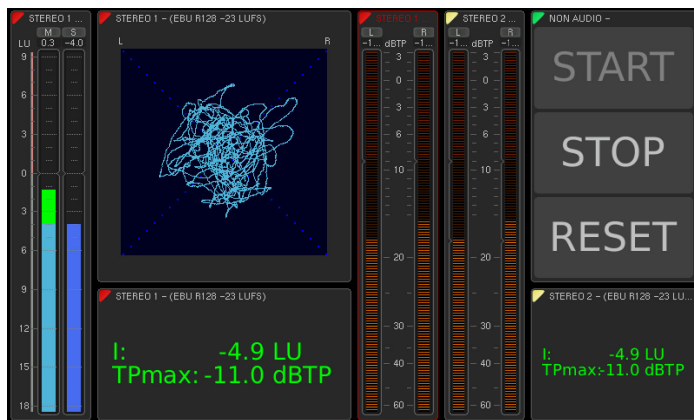 STEREO 1 ...
M S
LU 0.3 -4.0
9
6
3
0
3
6
9
12
15
18
STEREO 1 – (EBU R128 –23 LUFS)
L R
STEREO 1 – (EBU R128 –23 LUFS)
I: -4.9 LU
TPmax: -11.0 dBTP
STEREO 1
L R
-1... dBTP -1...
3
0
3
6
10
20
30
40
60
STEREO 2 ...
L R
-1... dBTP -1...
3
0
3
6
10
20
30
40
60
NON AUDIO –
START
STOP
RESET
STEREO 2 – (EBU R128 –23 LU...
I: -4.9 LU
TPmax: -11.0 dBTP